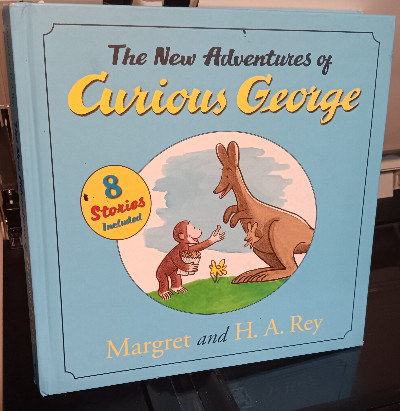 The New Adventures of
Curious George
8
Stories
Included
Margret and H. A. Rey